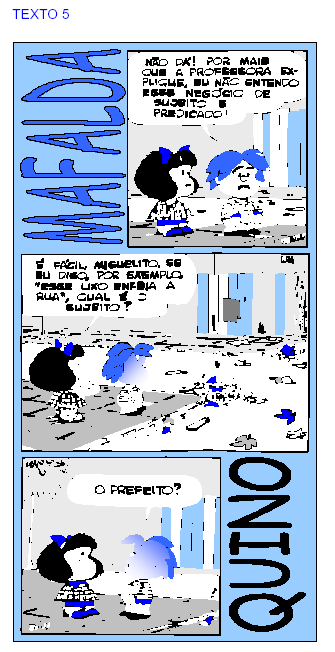 TEXTO 5
MAFALDA
NÃO DÁ! POR MAIS
QUE A PROFESSORA EX-
PLIQUE, EU NÃO ENTENDO
ESSE NEGÓCIO DE
SUJEITO E
PREDICADO!
É FÁCIL, MIGUELITO, SE
EU DIGO, POR EXEMPLO,
"ESSE LIXO ENFEIA A
RUA", QUAL É O
SUJEITO?
O PREFEITO?
QUINO